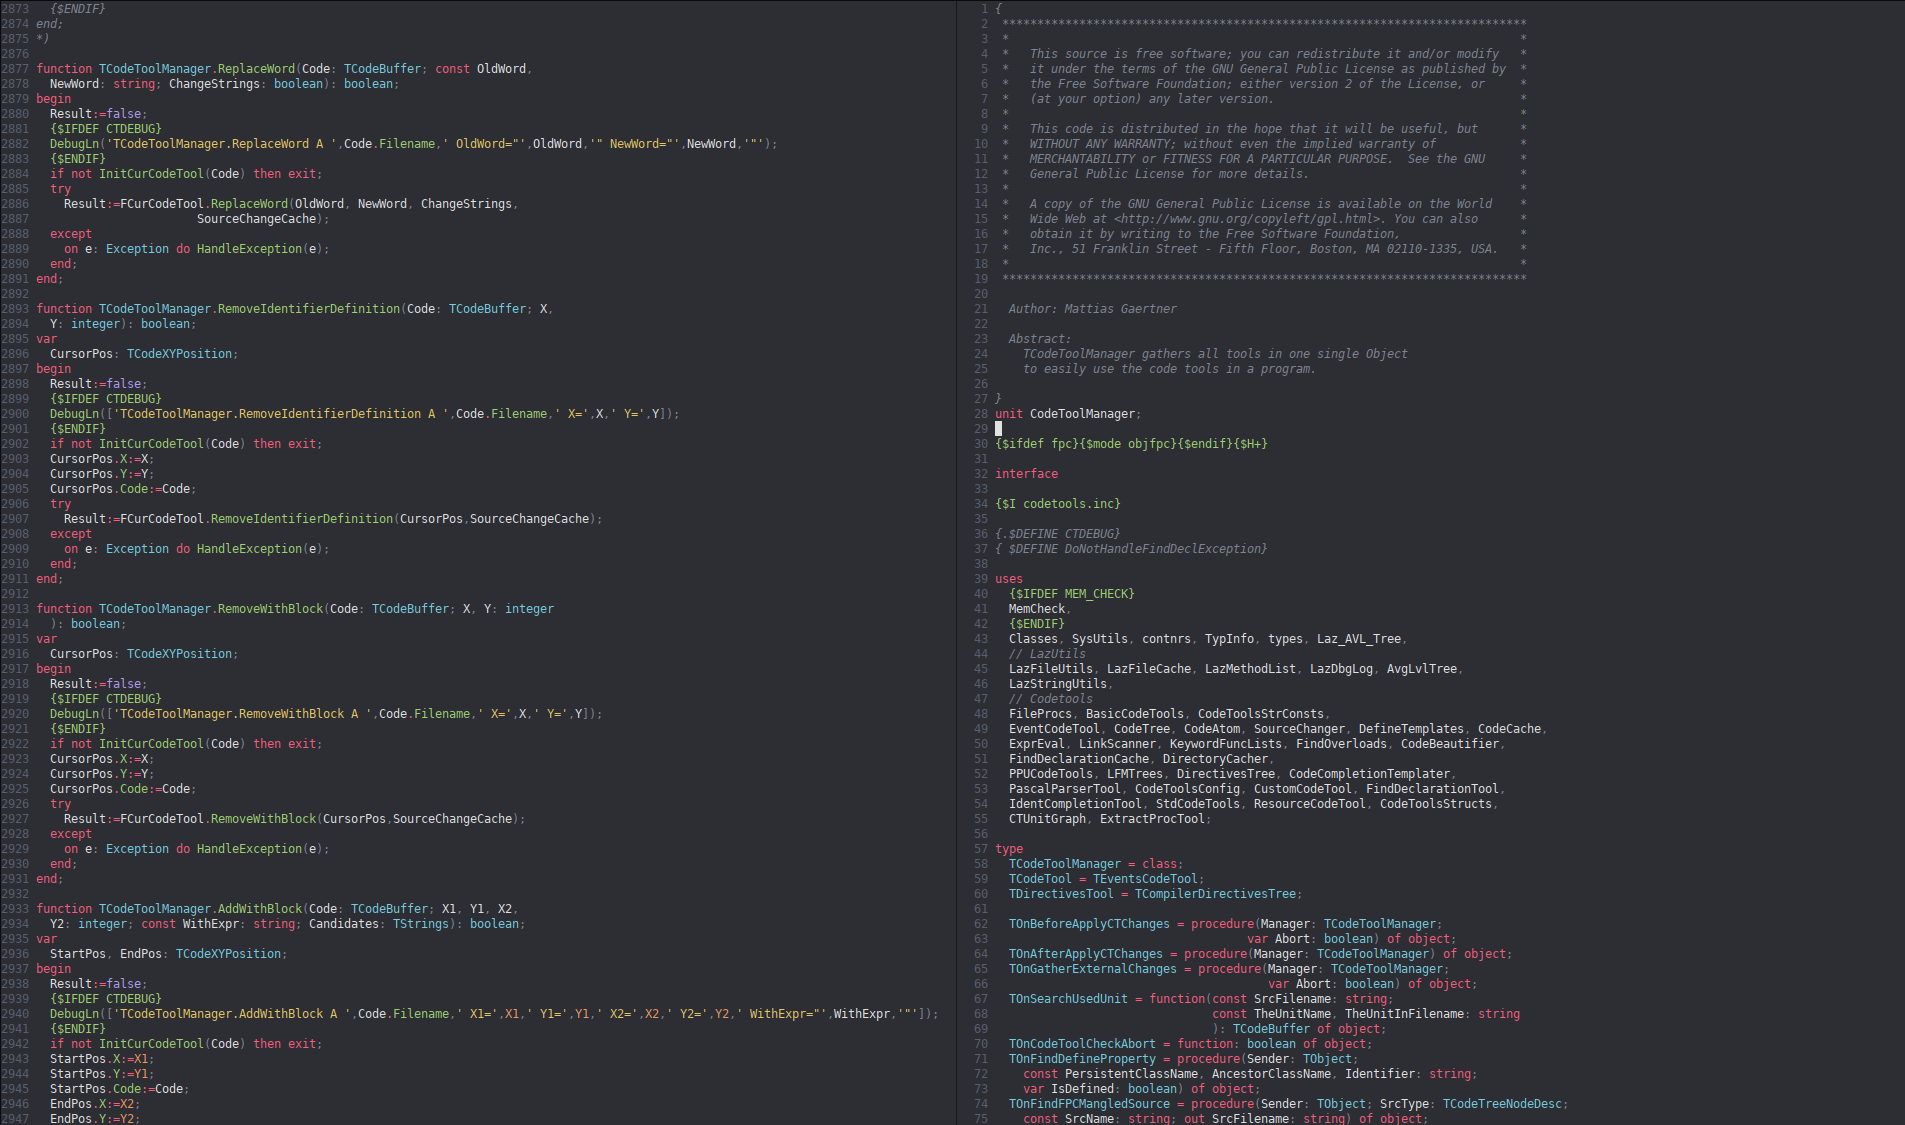 2873   {$ENDIF}
2874 end;
2875 *)
2876
2877 function TCodeToolManager.ReplaceWord(Code: TCodeBuffer; const OldWord,
2878   NewWord: string; ChangeStrings: boolean): boolean;
2879 begin
2880   Result:=false;
2881   {$IFDEF CTDEBUG}
2882   DebugLn('TCodeToolManager.ReplaceWord A ',Code.Filename,' OldWord="',OldWord,'" NewWord="',NewWord,'"');
2883   {$ENDIF}
2884   if not InitCurCodeTool(Code) then exit;
2885   try
2886     Result:=FCurCodeTool.ReplaceWord(OldWord, NewWord, ChangeStrings,
2887                        SourceChangeCache);
2888   except
2889     on e: Exception do HandleException(e);
2890   end;
2891 end;
2892
2893 function TCodeToolManager.RemoveIdentifierDefinition(Code: TCodeBuffer; X,
2894   Y: integer): boolean;
2895 var
2896   CursorPos: TCodeXYPosition;
2897 begin
2898   Result:=false;
2899   {$IFDEF CTDEBUG}
2900   DebugLn(['TCodeToolManager.RemoveIdentifierDefinition A ',Code.Filename,' X=',X,' Y=',Y]);
2901   {$ENDIF}
2902   if not InitCurCodeTool(Code) then exit;
2903   CursorPos.X:=X;
2904   CursorPos.Y:=Y;
2905   CursorPos.Code:=Code;
2906   try
2907     Result:=FCurCodeTool.RemoveIdentifierDefinition(CursorPos,SourceChangeCache);
2908   except
2909     on e: Exception do HandleException(e);
2910   end;
2911 end;
2912
2913 function TCodeToolManager.RemoveWithBlock(Code: TCodeBuffer; X, Y: integer
2914   ): boolean;
2915 var
2916   CursorPos: TCodeXYPosition;
2917 begin
2918   Result:=false;
2919   {$IFDEF CTDEBUG}
2920   DebugLn(['TCodeToolManager.RemoveWithBlock A ',Code.Filename,' X=',X,' Y=',Y]);
2921   {$ENDIF}
2922   if not InitCurCodeTool(Code) then exit;
2923   CursorPos.X:=X;
2924   CursorPos.Y:=Y;
2925   CursorPos.Code:=Code;
2926   try
2927     Result:=FCurCodeTool.RemoveWithBlock(CursorPos,SourceChangeCache);
2928   except
2929     on e: Exception do HandleException(e);
2930   end;
2931 end;
2932
2933 function TCodeToolManager.AddWithBlock(Code: TCodeBuffer; X1, Y1, X2,
2934   Y2: integer; const WithExpr: string; Candidates: TStrings): boolean;
2935 var
2936   StartPos, EndPos: TCodeXYPosition;
2937 begin
2938   Result:=false;
2939   {$IFDEF CTDEBUG}
2940   DebugLn(['TCodeToolManager.AddWithBlock A ',Code.Filename,' X1=',X1,' Y1=',Y1,' X2=',X2,' Y2=',Y2,' WithExpr="',WithExpr,'"']);
2941   {$ENDIF}
2942   if not InitCurCodeTool(Code) then exit;
2943   StartPos.X:=X1;
2944   StartPos.Y:=Y1;
2945   StartPos.Code:=Code;
2946   EndPos.X:=X2;
2947   EndPos.Y:=Y2;
1 {
2  ***************************************************************************
3  *                                                                         *
4  *   This source is free software; you can redistribute it and/or modify   *
5  *   it under the terms of the GNU General Public License as published by  *
6  *   the Free Software Foundation; either version 2 of the License, or     *
7  *   (at your option) any later version.                                   *
8  *                                                                         *
9  *   This code is distributed in the hope that it will be useful, but      *
10  *   WITHOUT ANY WARRANTY; without even the implied warranty of            *
11  *   MERCHANTABILITY or FITNESS FOR A PARTICULAR PURPOSE.  See the GNU     *
12  *   General Public License for more details.                              *
13  *                                                                         *
14  *   A copy of the GNU General Public License is available on the World    *
15  *   Wide Web at <http://www.gnu.org/copyleft/gpl.html>. You can also      *
16  *   obtain it by writing to the Free Software Foundation,                 *
17  *   Inc., 51 Franklin Street - Fifth Floor, Boston, MA 02110-1335, USA.   *
18  *                                                                         *
19  ***************************************************************************
20
21   Author: Mattias Gaertner
22
23   Abstract:
24     TCodeToolManager gathers all tools in one single Object
25     to easily use the code tools in a program.
26
27 }
28 unit CodeToolManager;
29
30 {$ifdef fpc}{$mode objfpc}{$endif}{$H+}
31
32 interface
33
34 {$I codetools.inc}
35
36 {.$DEFINE CTDEBUG}
37 { $DEFINE DoNotHandleFindDeclException}
38
39 uses
40   {$IFDEF MEM_CHECK}
41   MemCheck,
42   {$ENDIF}
43   Classes, SysUtils, contnrs, TypInfo, types, Laz_AVL_Tree,
44   // LazUtils
45   LazFileUtils, LazFileCache, LazMethodList, LazDbgLog, AvgLvlTree,
46   LazStringUtils,
47   // Codetools
48   FileProcs, BasicCodeTools, CodeToolsStrConsts,
49   EventCodeTool, CodeTree, CodeAtom, SourceChanger, DefineTemplates, CodeCache,
50   ExprEval, LinkScanner, KeywordFuncLists, FindOverloads, CodeBeautifier,
51   FindDeclarationCache, DirectoryCacher,
52   PPUCodeTools, LFMTrees, DirectivesTree, CodeCompletionTemplater,
53   PascalParserTool, CodeToolsConfig, CustomCodeTool, FindDeclarationTool,
54   IdentCompletionTool, StdCodeTools, ResourceCodeTool, CodeToolsStructs,
55   CTUnitGraph, ExtractProcTool;
56
57 type
58   TCodeToolManager = class;
59   TCodeTool = TEventsCodeTool;
60   TDirectivesTool = TCompilerDirectivesTree;
61
62   TOnBeforeApplyCTChanges = procedure(Manager: TCodeToolManager;
63                                     var Abort: boolean) of object;
64   TOnAfterApplyCTChanges = procedure(Manager: TCodeToolManager) of object;
65   TOnGatherExternalChanges = procedure(Manager: TCodeToolManager;
66                                        var Abort: boolean) of object;
67   TOnSearchUsedUnit = function(const SrcFilename: string;
68                                const TheUnitName, TheUnitInFilename: string
69                                ): TCodeBuffer of object;
70   TOnCodeToolCheckAbort = function: boolean of object;
71   TOnFindDefineProperty = procedure(Sender: TObject;
72     const PersistentClassName, AncestorClassName, Identifier: string;
73     var IsDefined: boolean) of object;
74   TOnFindFPCMangledSource = procedure(Sender: TObject; SrcType: TCodeTreeNodeDesc;
75     const SrcName: string; out SrcFilename: string) of object;